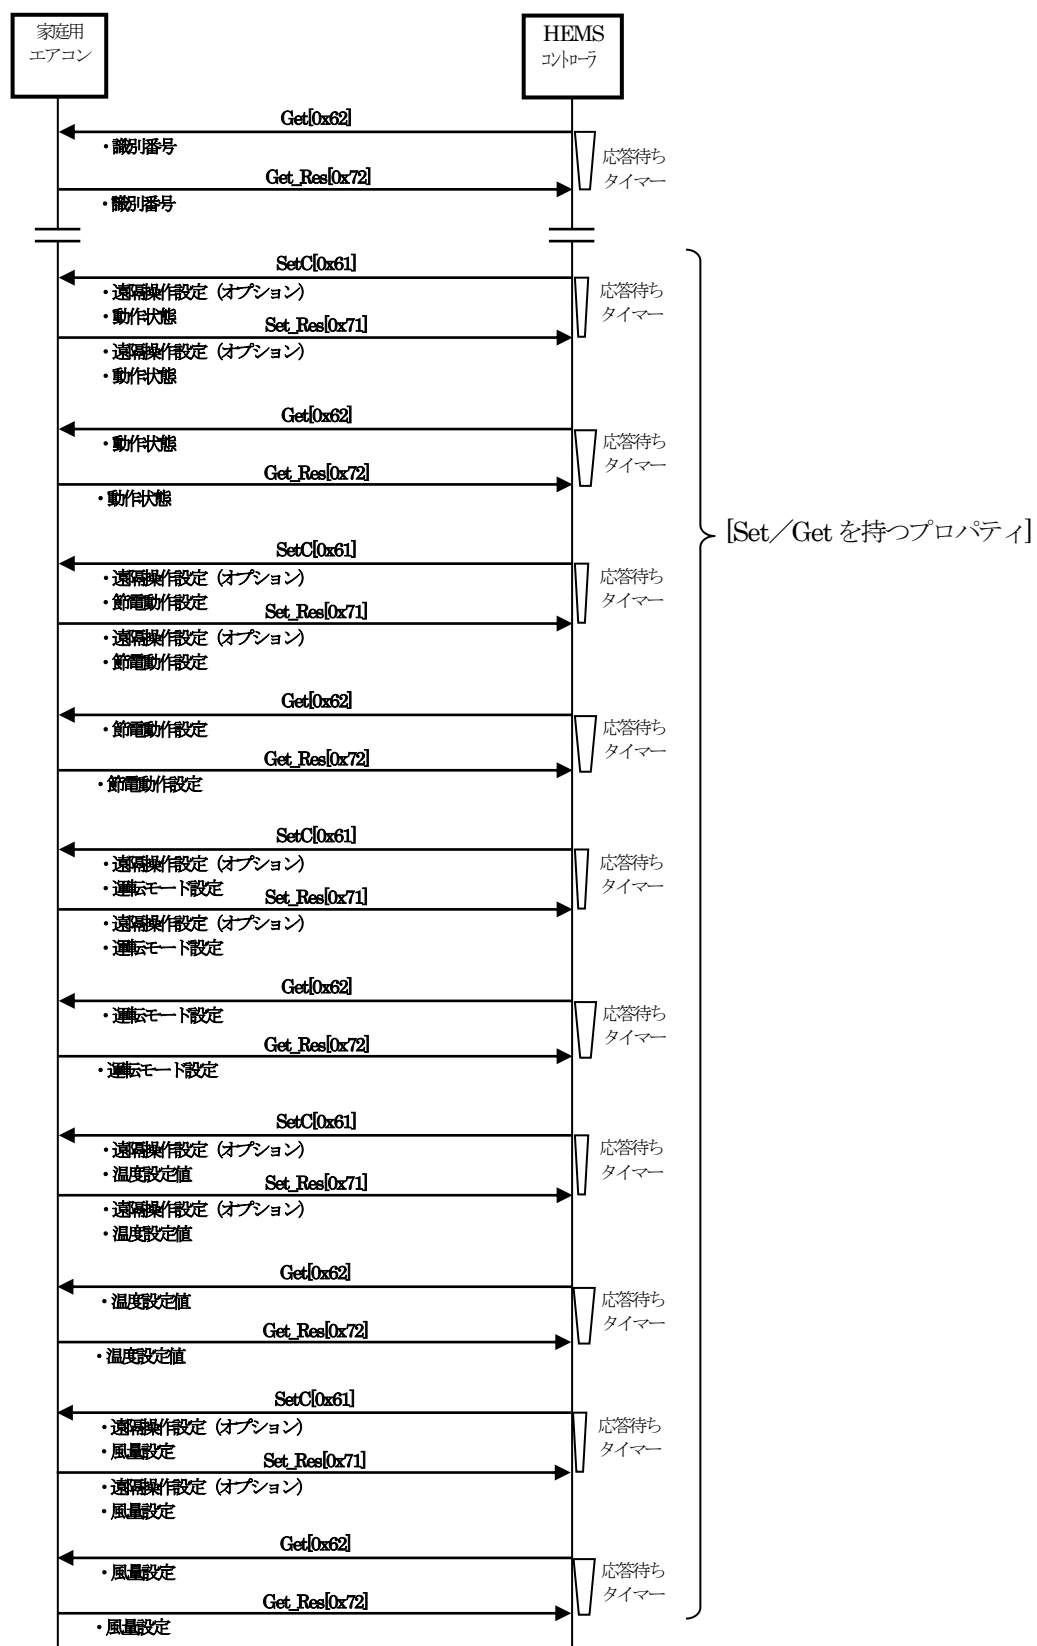 家庭用
エアコン
HEMS
コントローラ
Get[0x62]
・識別番号
応答待ち
タイマー
Get_Res[0x72]
・識別番号
SetC[0x61]
・遠隔操作設定（オプション）
・動作状態
応答待ち
タイマー
Set_Res[0x71]
・遠隔操作設定（オプション）
・動作状態
Get[0x62]
・動作状態
応答待ち
タイマー
Get_Res[0x72]
・動作状態
[Set／Get を持つプロパティ]
SetC[0x61]
・遠隔操作設定（オプション）
・節電動作設定
応答待ち
タイマー
Set_Res[0x71]
・遠隔操作設定（オプション）
・節電動作設定
Get[0x62]
・節電動作設定
応答待ち
タイマー
Get_Res[0x72]
・節電動作設定
SetC[0x61]
・遠隔操作設定（オプション）
・運転モード設定
応答待ち
タイマー
Set_Res[0x71]
・遠隔操作設定（オプション）
・運転モード設定
Get[0x62]
・運転モード設定
応答待ち
タイマー
Get_Res[0x72]
・運転モード設定
SetC[0x61]
・遠隔操作設定（オプション）
・温度設定値
応答待ち
タイマー
Set_Res[0x71]
・遠隔操作設定（オプション）
・温度設定値
Get[0x62]
・温度設定値
応答待ち
タイマー
Get_Res[0x72]
・温度設定値
SetC[0x61]
・遠隔操作設定（オプション）
・風量設定
応答待ち
タイマー
Set_Res[0x71]
・遠隔操作設定（オプション）
・風量設定
Get[0x62]
・風量設定
応答待ち
タイマー
Get_Res[0x72]
・風量設定